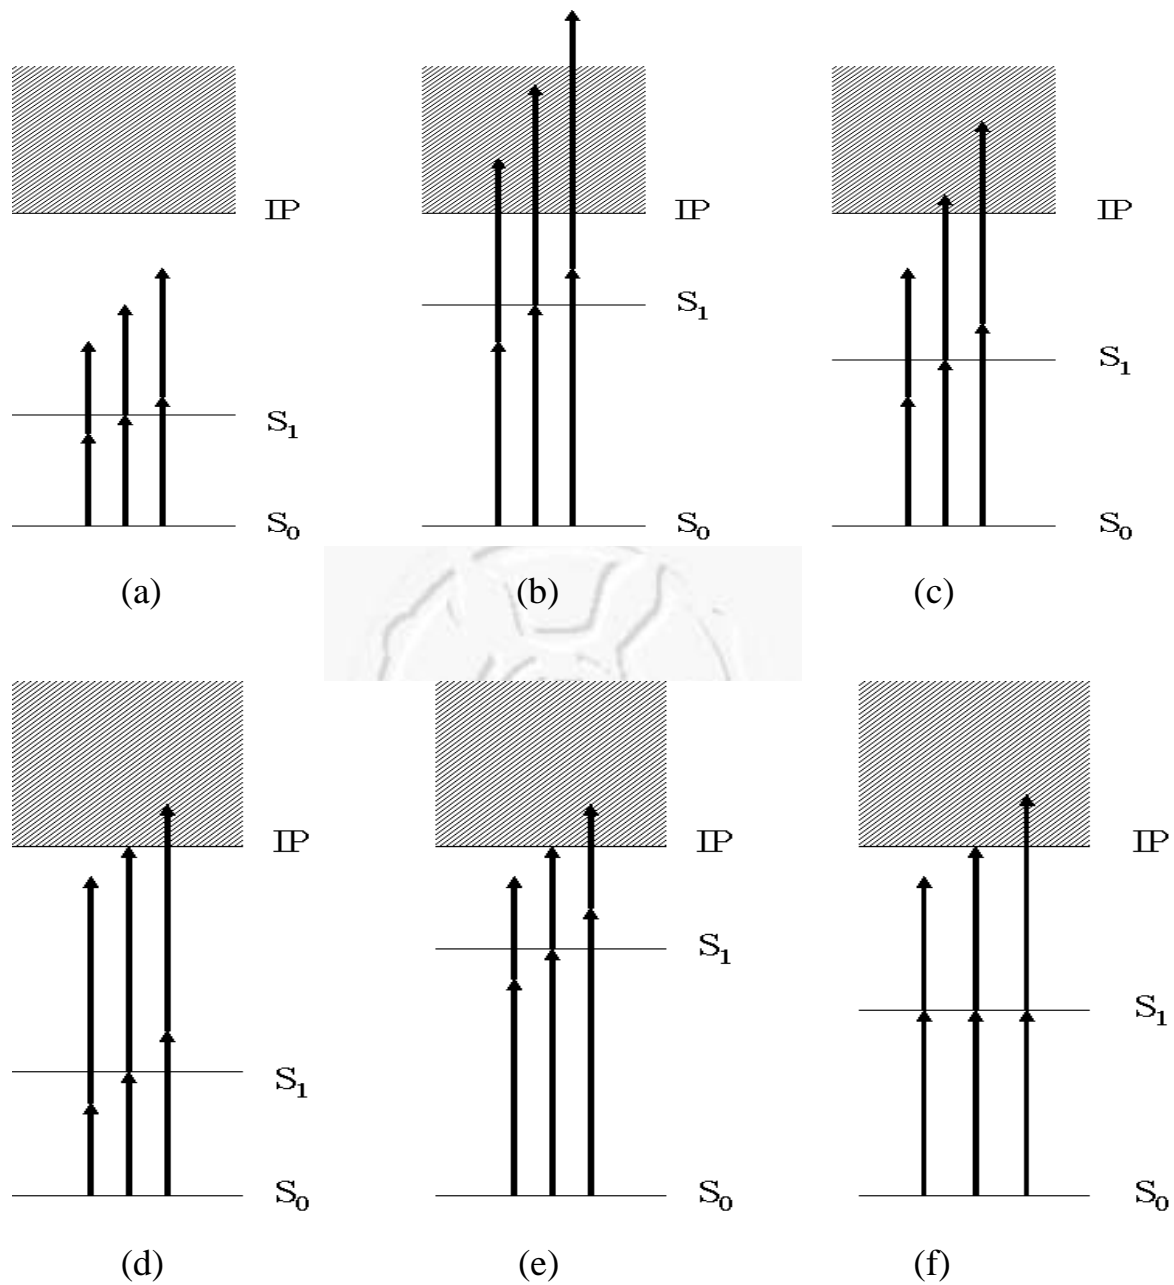 IP IP IP
S₁ S₁ S₁
S₀ S₀ S₀
(a) (b) (c)
IP IP IP
S₁ S₁ S₁
S₀ S₀ S₀
(d) (e) (f)